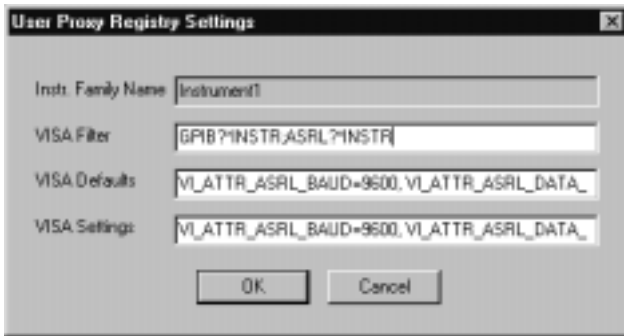 User Proxy Registry Settings
Instr. Family Name Instrument1
VISA Filter GPIB?*INSTR;ASRL?*INSTR
VISA Defaults VI_ATTR_ASRL_BAUD=9600, VI_ATTR_ASRL_DATA_
VISA Settings VI_ATTR_ASRL_BAUD=9600, VI_ATTR_ASRL_DATA_
OK Cancel